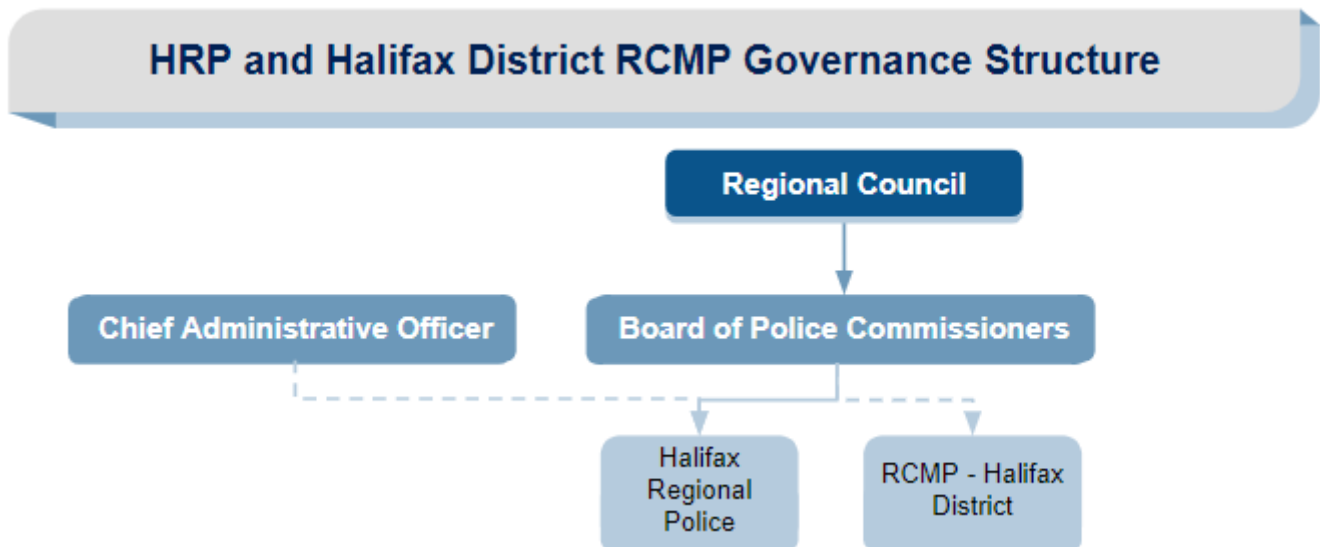 HRP and Halifax District RCMP Governance Structure
Regional Council
Chief Administrative Officer
Board of Police Commissioners
Halifax
Regional
Police
RCMP - Halifax
District